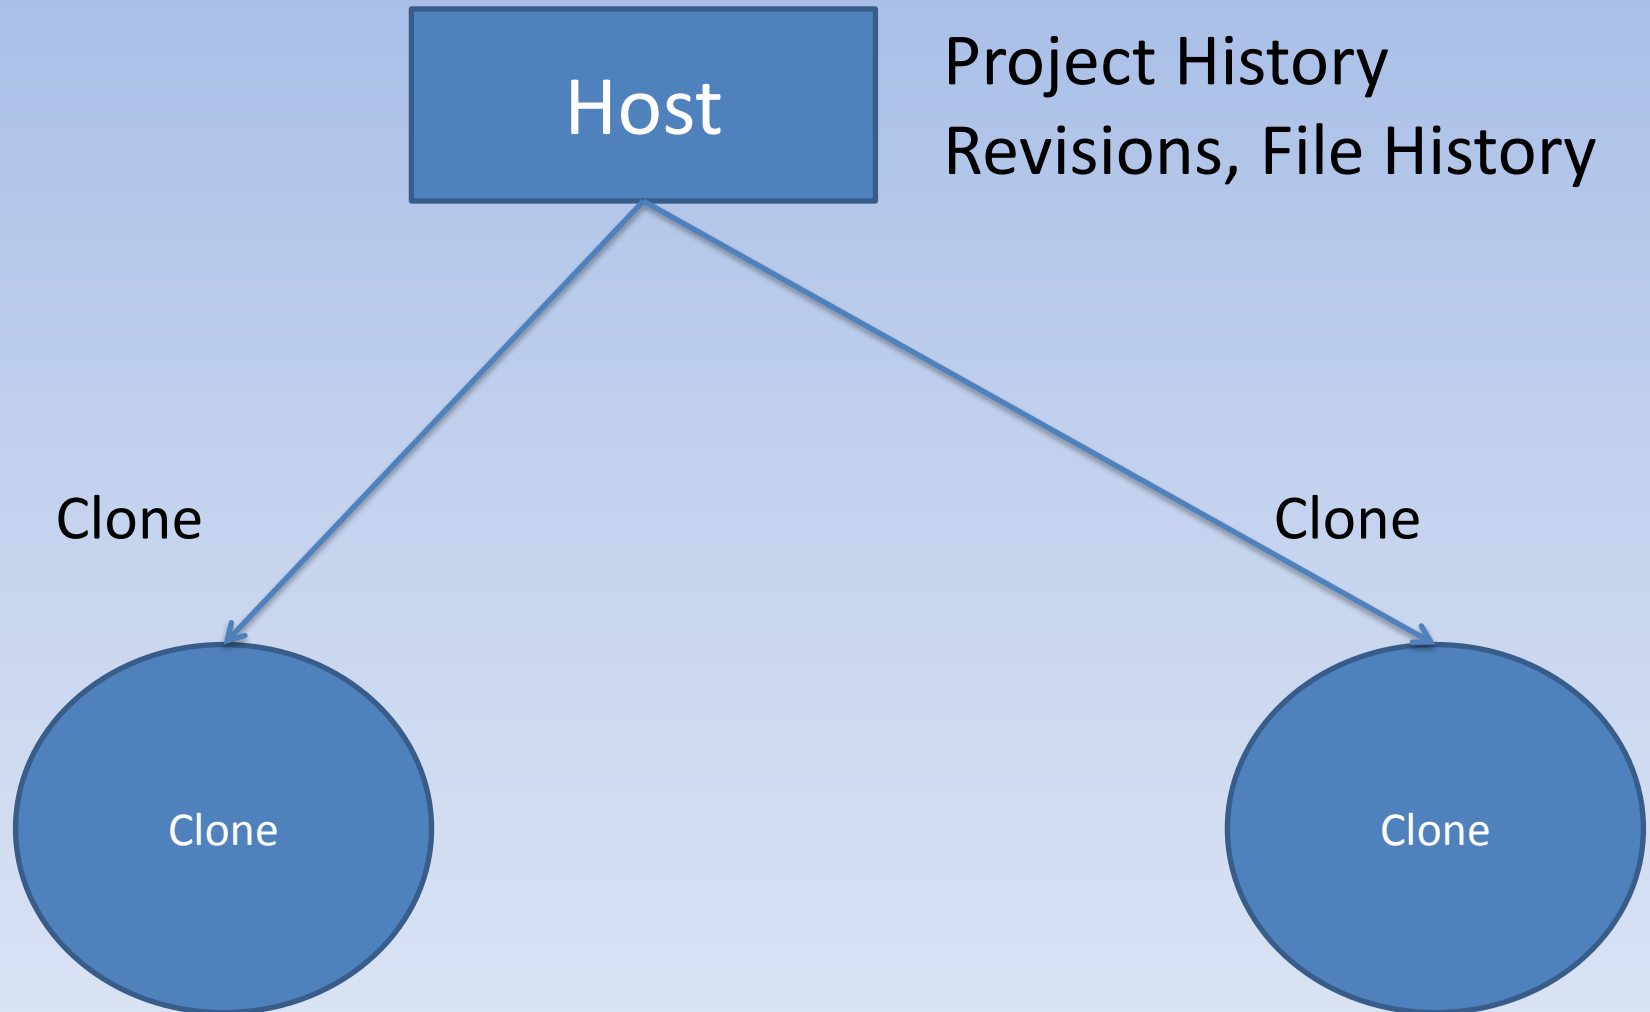 Host
Project History
Revisions, File History
Clone
Clone
Clone
Clone